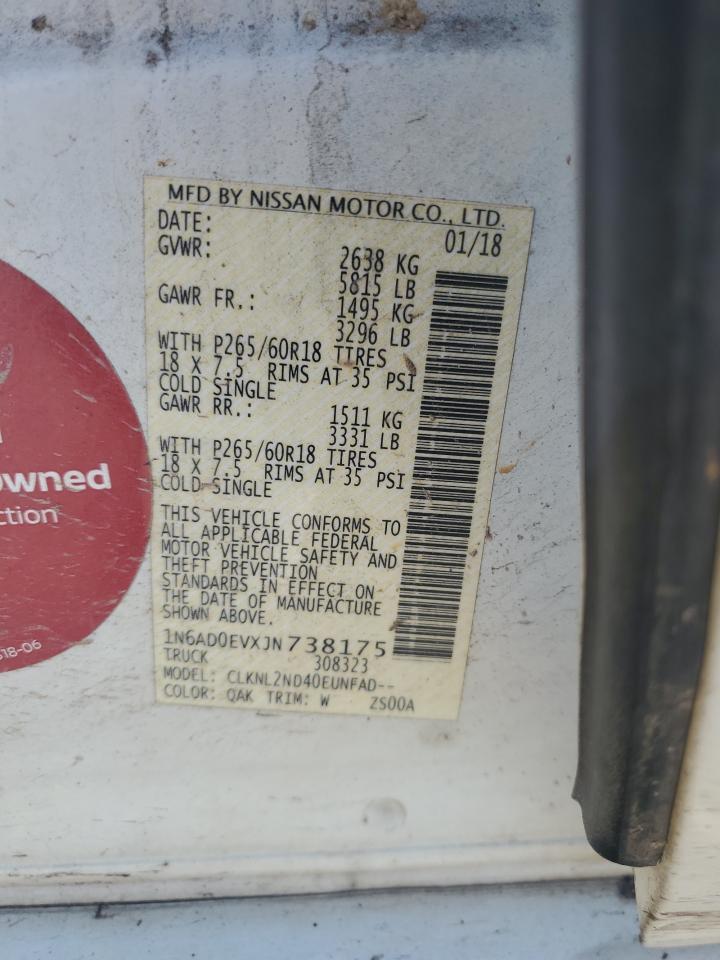 MFD BY NISSAN MOTOR CO., LTD.
DATE: 01/18
GVWR: 2638 KG
5815 LB
GAWR FR.: 1495 KG
3296 LB
WITH P265/60R18 TIRES
18 X 7.5 RIMS AT 35 PSI
COLD SINGLE
GAWR RR.: 1511 KG
3331 LB
WITH P265/60R18 TIRES
18 X 7.5 RIMS AT 35 PSI
COLD SINGLE
THIS VEHICLE CONFORMS TO
ALL APPLICABLE FEDERAL
MOTOR VEHICLE SAFETY AND
THEFT PREVENTION
STANDARDS IN EFFECT ON
THE DATE OF MANUFACTURE
SHOWN ABOVE.
1N6AD0EVXJN738175
TRUCK 308323
MODEL: CLKNL2ND40EUNFAD--
COLOR: QAK TRIM: W ZS00A
wned
ction
18-06